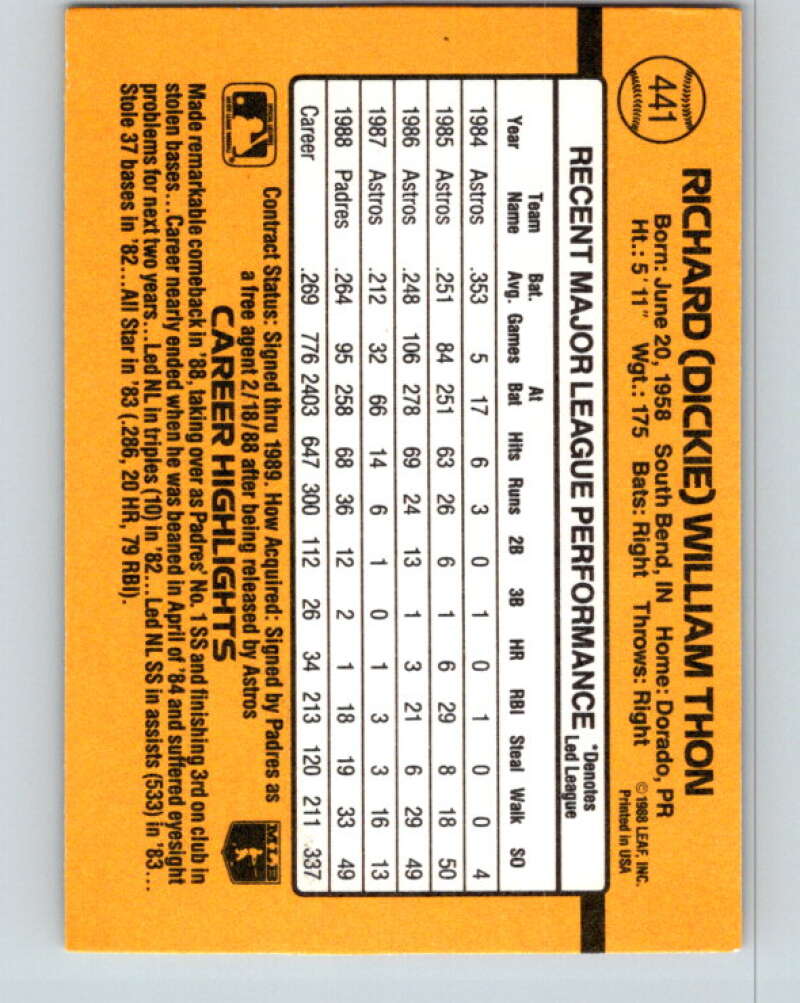 441
RICHARD (DICKIE) WILLIAM THON
Born: June 20, 1958 South Bend, IN Home: Dorado, PR
Ht.: 5'11" Wgt.: 175 Bats: Right Throws: Right
© 1988 LEAF, INC.
Printed in USA
RECENT MAJOR LEAGUE PERFORMANCE
*Denotes
Led League
Year Team Name Bat. Avg. Games At Bat Hits Runs 2B 3B HR RBI Steal Walk SO
1984 Astros .353 5 17 6 3 0 1 0 1 0 0 4
1985 Astros .251 84 251 63 26 6 1 6 29 8 18 50
1986 Astros .248 106 278 69 24 13 1 3 21 6 29 49
1987 Astros .212 32 66 14 6 1 0 1 3 3 16 13
1988 Padres .264 95 258 68 36 12 2 1 18 19 33 49
Career .269 776 2403 647 300 112 26 34 213 120 211 337
Contract Status: Signed thru 1989. How Acquired: Signed by Padres as
a free agent 2/18/88 after being released by Astros
CAREER HIGHLIGHTS
Made remarkable comeback in '88, taking over as Padres' No. 1 SS and finishing 3rd on club in
stolen bases...Career nearly ended when he was beaned in April of '84 and suffered eyesight
problems for next two years...Led NL in triples (10) in '82...Led NL SS in assists (533) in '83...
Stole 37 bases in '82...All Star in '83 (.286, 20 HR, 79 RBI).
MLB